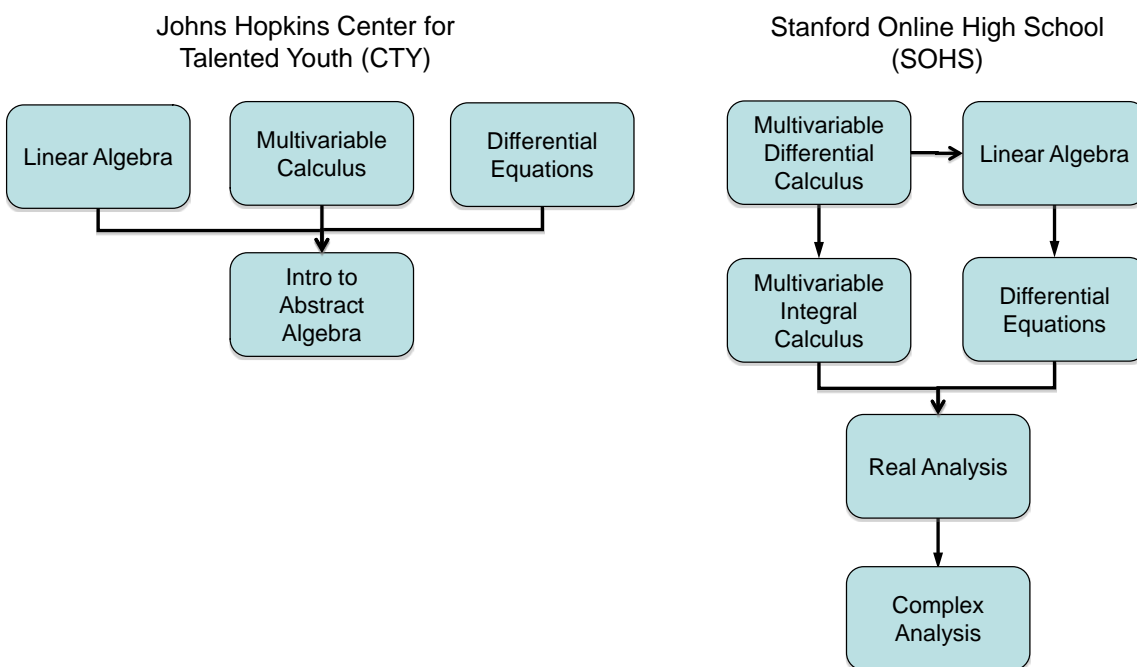 Johns Hopkins Center for
Talented Youth (CTY)
Linear Algebra
Multivariable
Calculus
Differential
Equations
Intro to
Abstract
Algebra
Stanford Online High School
(SOHS)
Multivariable
Differential
Calculus
Linear Algebra
Multivariable
Integral
Calculus
Differential
Equations
Real Analysis
Complex
Analysis